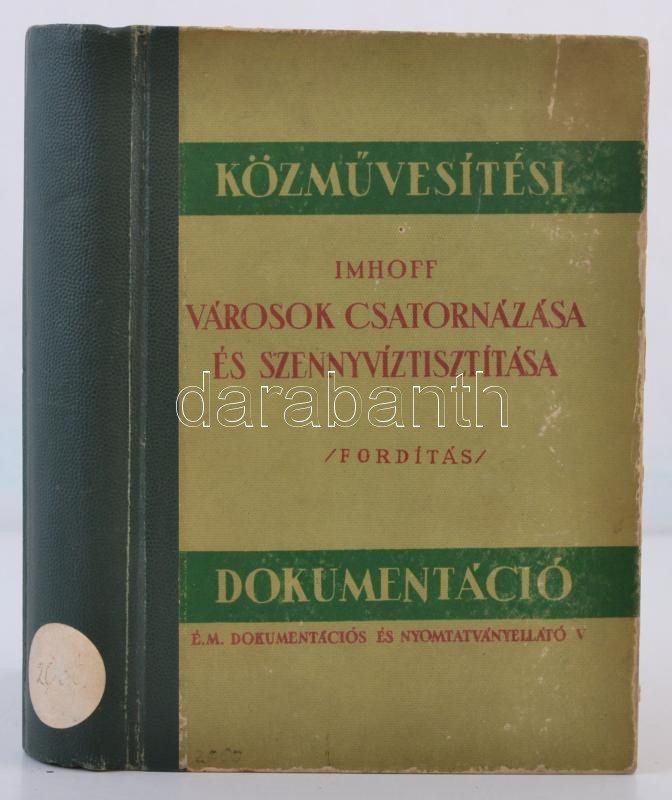 KÖZMŰVESÍTÉSI
IMHOFF
VÁROSOK CSATORNÁZÁSA
ÉS SZENNYVÍZTISZTÍTÁSA
darabanth
/FORDÍTÁS/
DOKUMENTÁCIÓ
É.M. DOKUMENTÁCIÓS ÉS NYOMTATVÁNYELLÁTÓ V